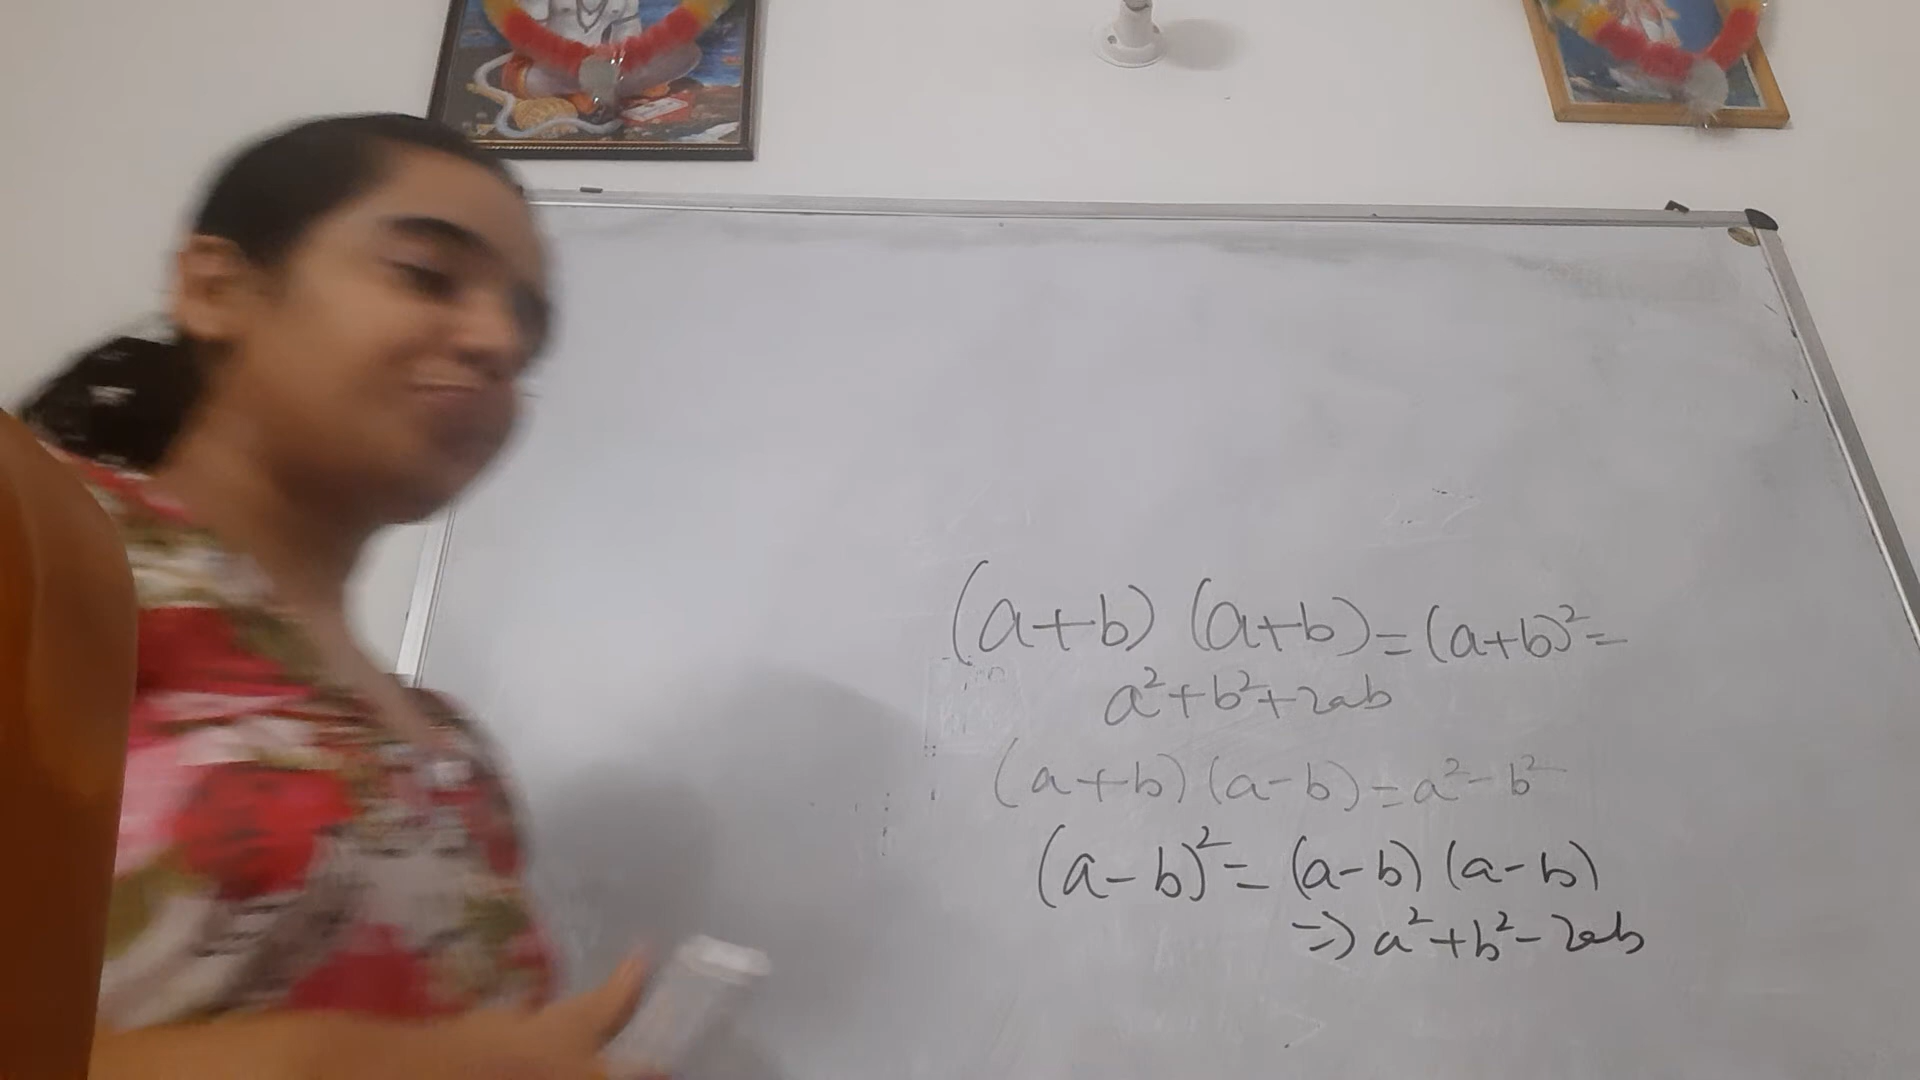 (a+b) (a+b) = (a+b)² =
a²+b²+2ab
(a+b) (a-b) = a²-b²
(a-b)² = (a-b) (a-b)
⇒ a²+b²-2ab